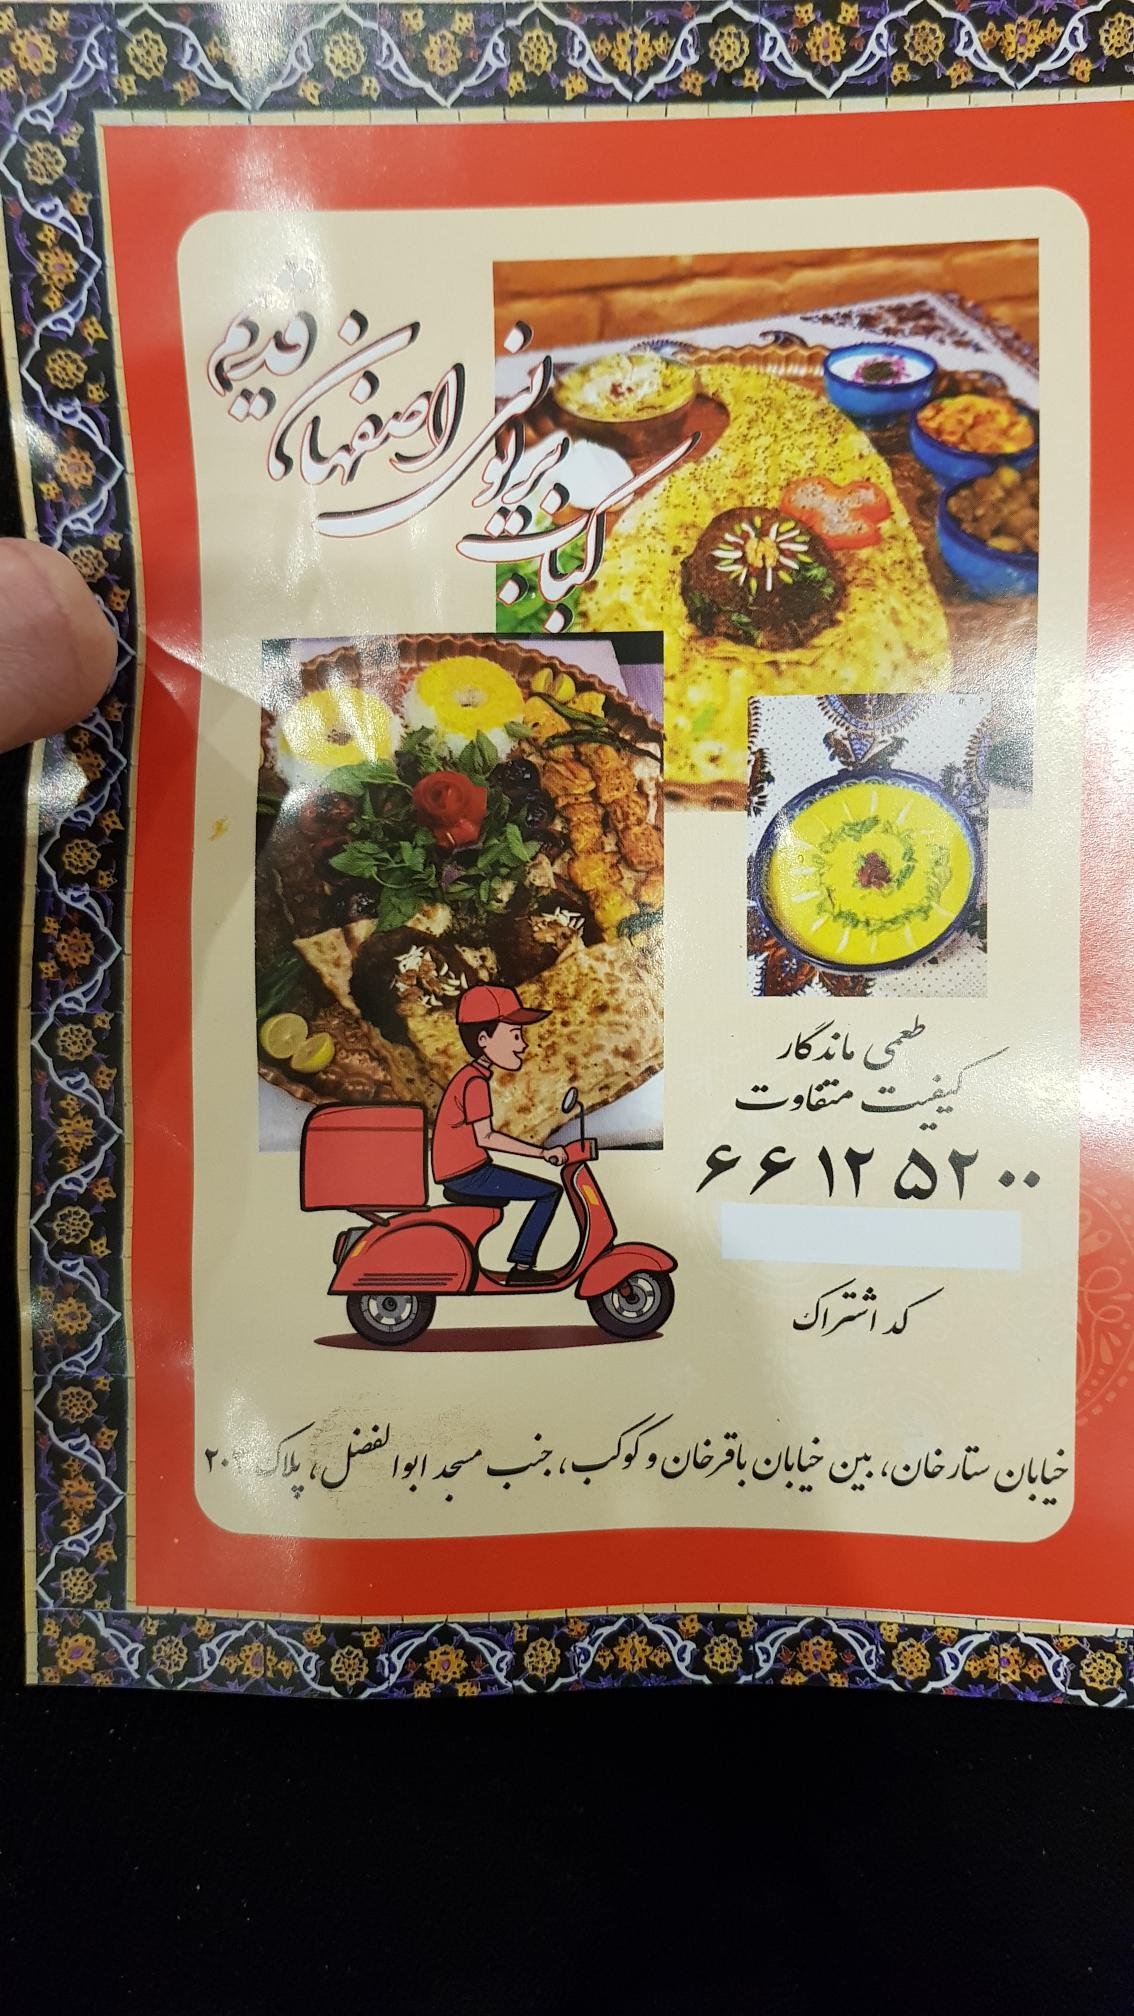 کباب بریونی اصفهان قدیم
طعمی ماندگار
کیفیت متفاوت
۶۶۱۲۵۲۰۰
کد اشتراک
خیابان ستارخان، بین خیابان باقرخان و کوکب، جنب مسجد ابوالفضل، پلاک